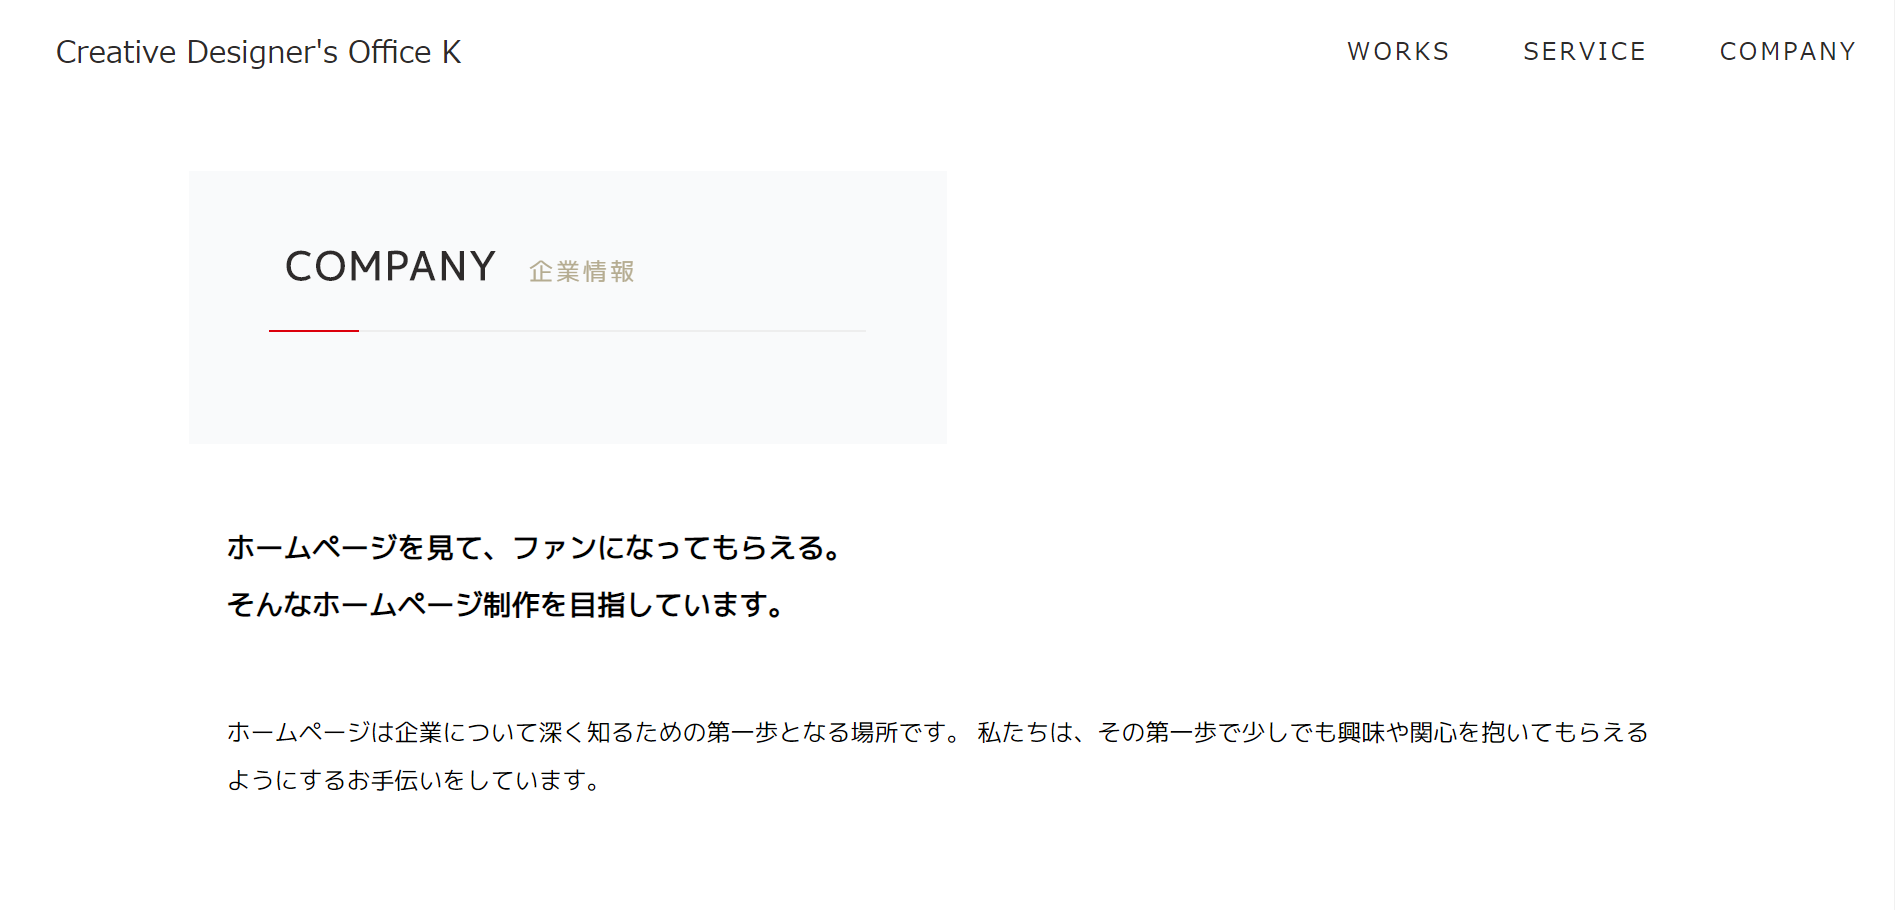 Creative Designer's Office K
WORKS SERVICE COMPANY
COMPANY 企業情報
ホームページを見て、ファンになってもらえる。
そんなホームページ制作を目指しています。
ホームページは企業について深く知るための第一歩となる場所です。 私たちは、その第一歩で少しでも興味や関心を抱いてもらえる
ようにするお手伝いをしています。